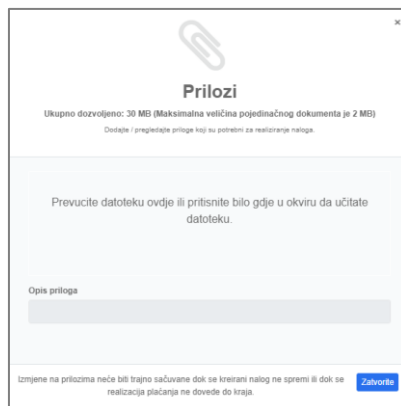 ×
Prilozi
Ukupno dozvoljeno: 30 MB (Maksimalna veličina pojedinačnog dokumenta je 2 MB)
Dodajte / pregledajte priloge koji su potrebni za realiziranje naloga.
Prevucite datoteku ovdje ili pritisnite bilo gdje u okviru da učitate
datoteku.
Opis priloga
Izmjene na prilozima neće biti trajno sačuvane dok se kreirani nalog ne spremi ili dok se
realizacija plaćanja ne dovede do kraja.
Zatvorite